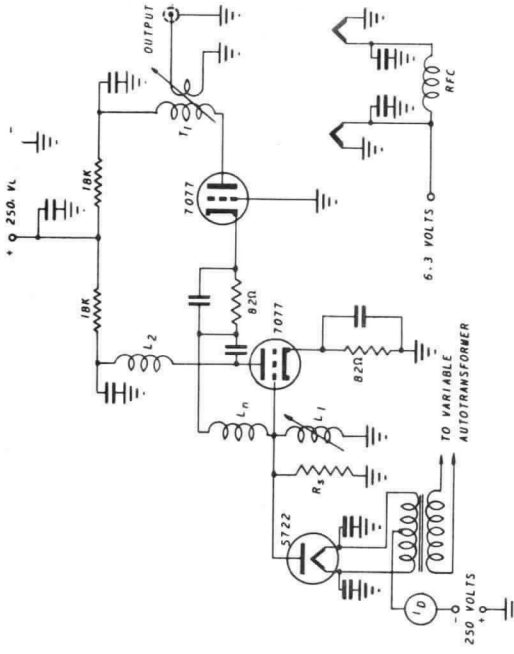 + 250. VL -
18K
18K
OUTPUT
T1
L2
7077
82Ω
7077
82Ω
Ln
L1
Rs
5722
TO VARIABLE
AUTOTRANSFORMER
ID
- +
250 VOLTS
6.3 VOLTS
RFC